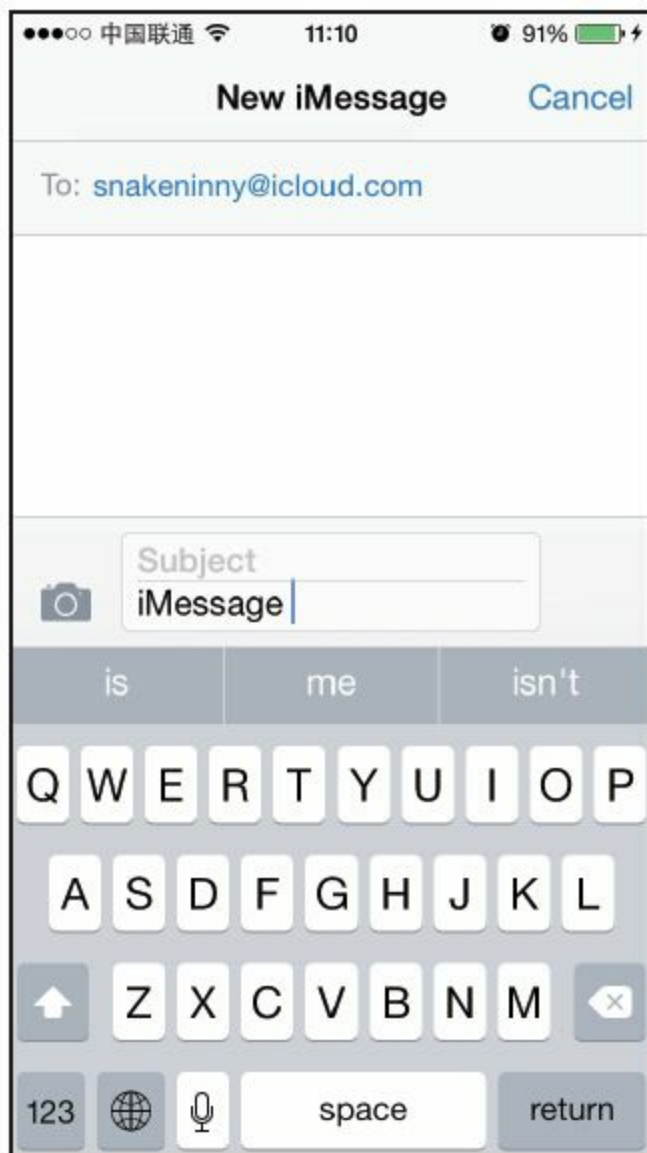 中国联通 11:10 91%
New iMessage Cancel
To: snakeninny@icloud.com
Subject
iMessage
is me isn't
Q W E R T Y U I O P
A S D F G H J K L
Z X C V B N M
123 space return